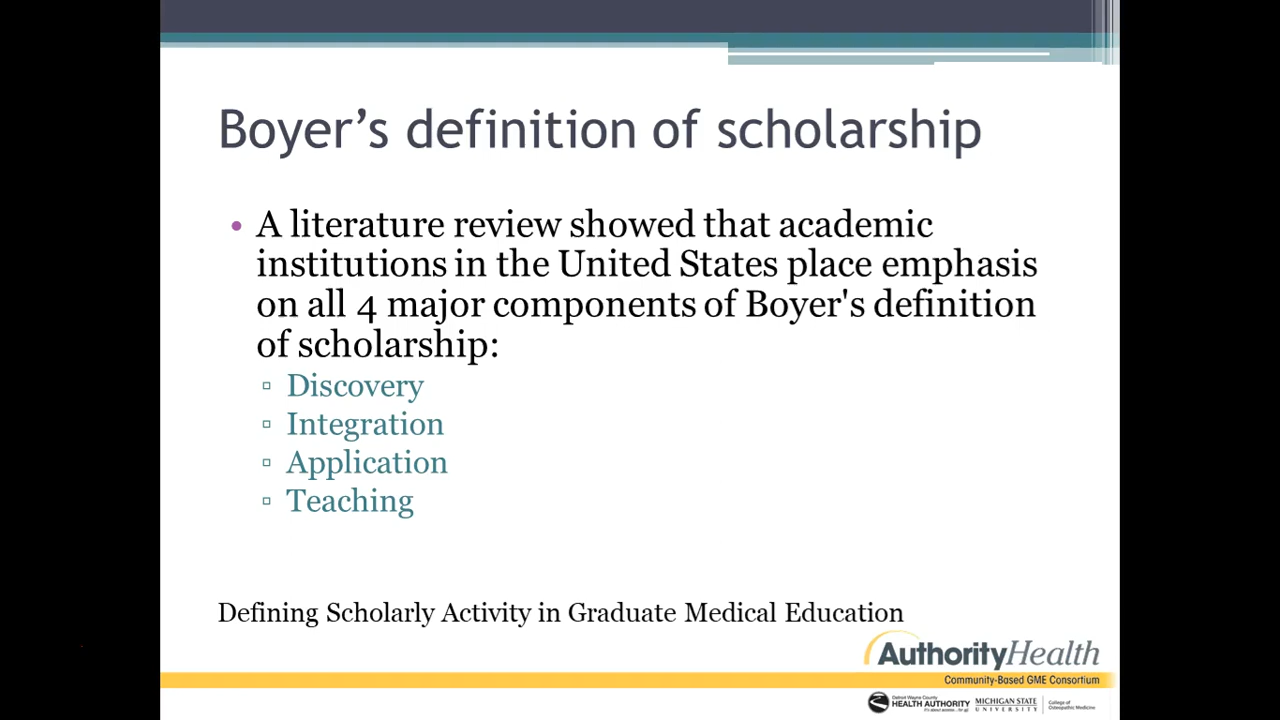 Boyer’s definition of scholarship
• A literature review showed that academic
institutions in the United States place emphasis
on all 4 major components of Boyer's definition
of scholarship:
▫ Discovery
▫ Integration
▫ Application
▫ Teaching
Defining Scholarly Activity in Graduate Medical Education
AuthorityHealth
Community-Based GME Consortium
Detroit Wayne County
HEALTH AUTHORITY
MICHIGAN STATE
UNIVERSITY
College of
Osteopathic Medicine